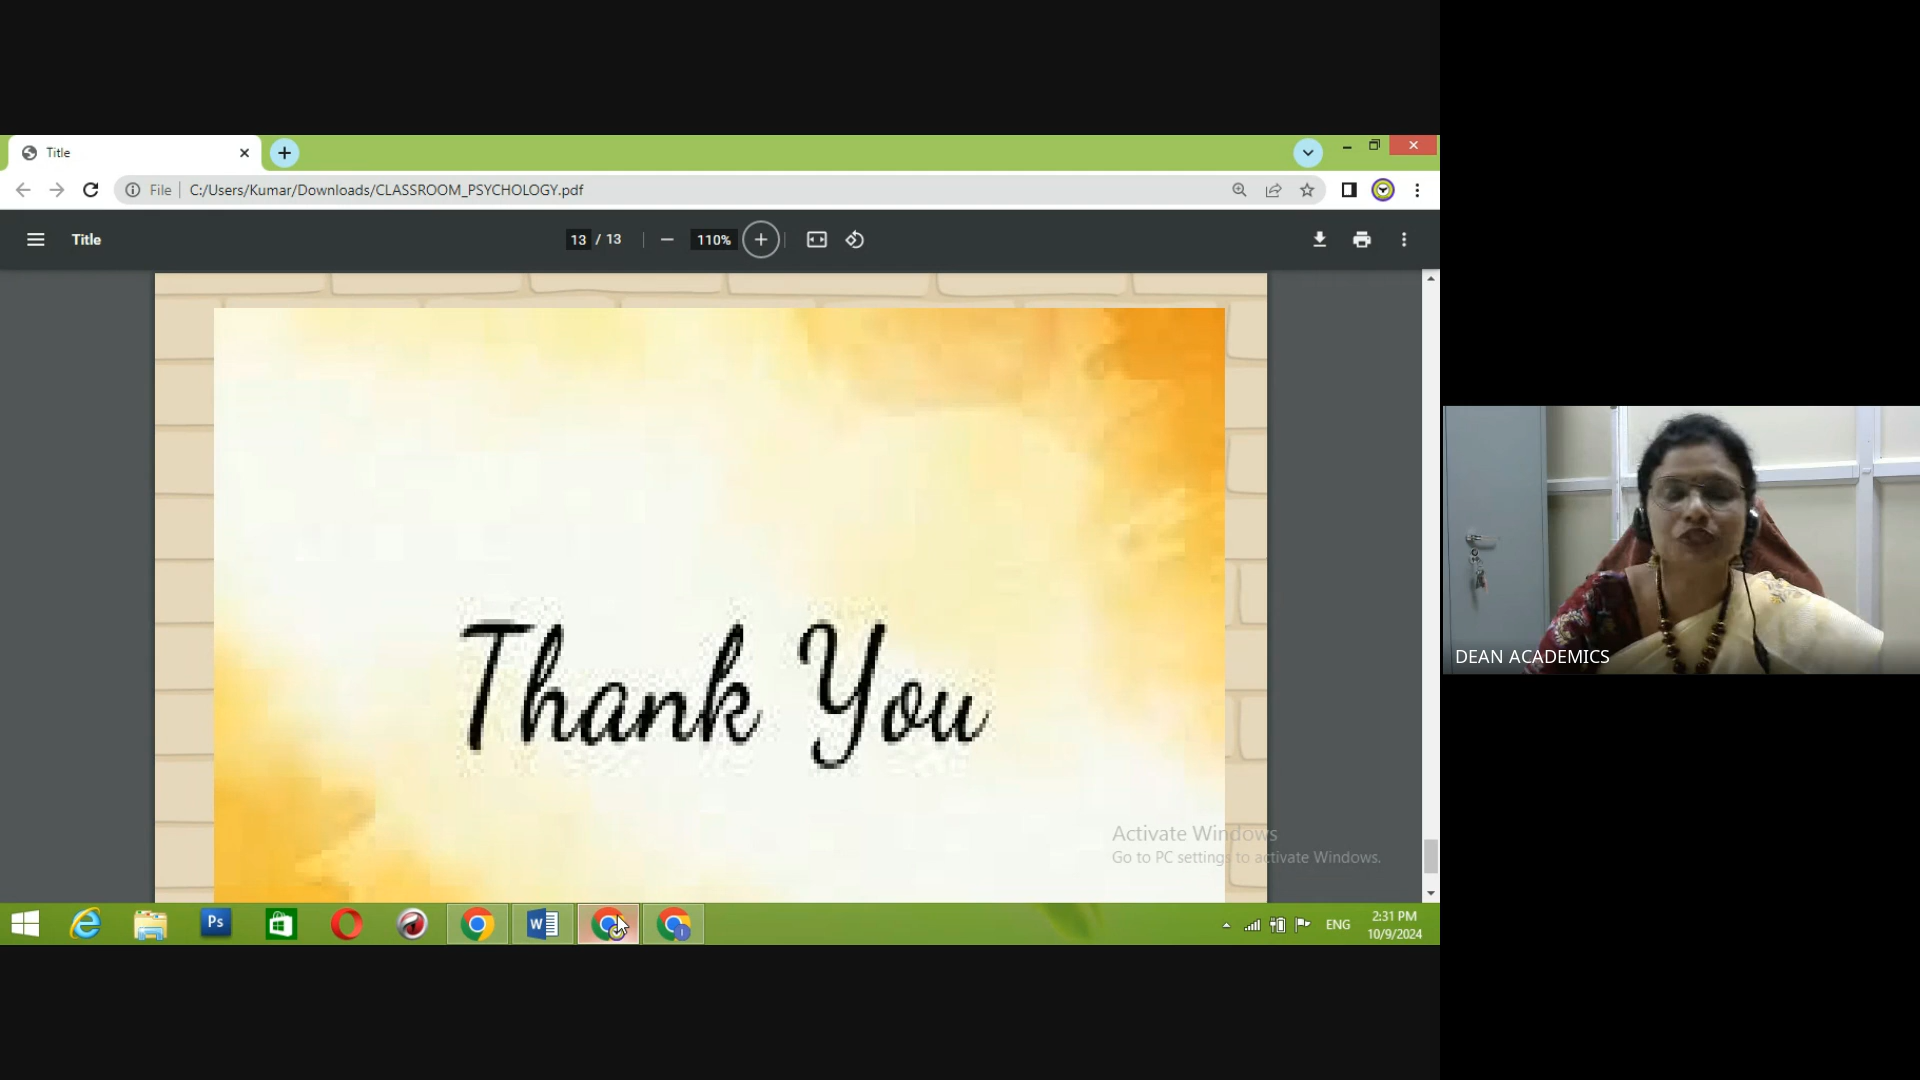 Title
File
C:/Users/Kumar/Downloads/CLASSROOM_PSYCHOLOGY.pdf
Title
13 / 13
110%
Thank You
Activate Windows
Go to PC settings to activate Windows.
DEAN ACADEMICS
Ps
W
ENG
2:31 PM
10/9/2024